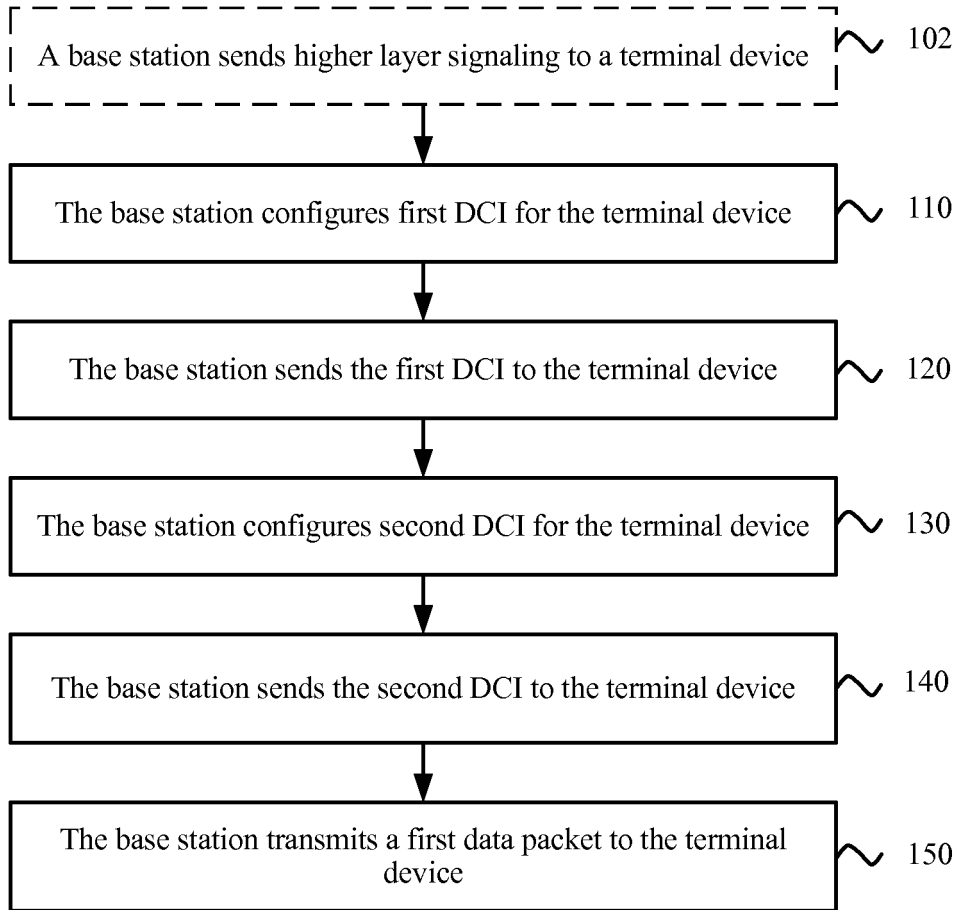 A base station sends higher layer signaling to a terminal device
102
The base station configures first DCI for the terminal device
110
The base station sends the first DCI to the terminal device
120
The base station configures second DCI for the terminal device
130
The base station sends the second DCI to the terminal device
140
The base station transmits a first data packet to the terminal
device
150